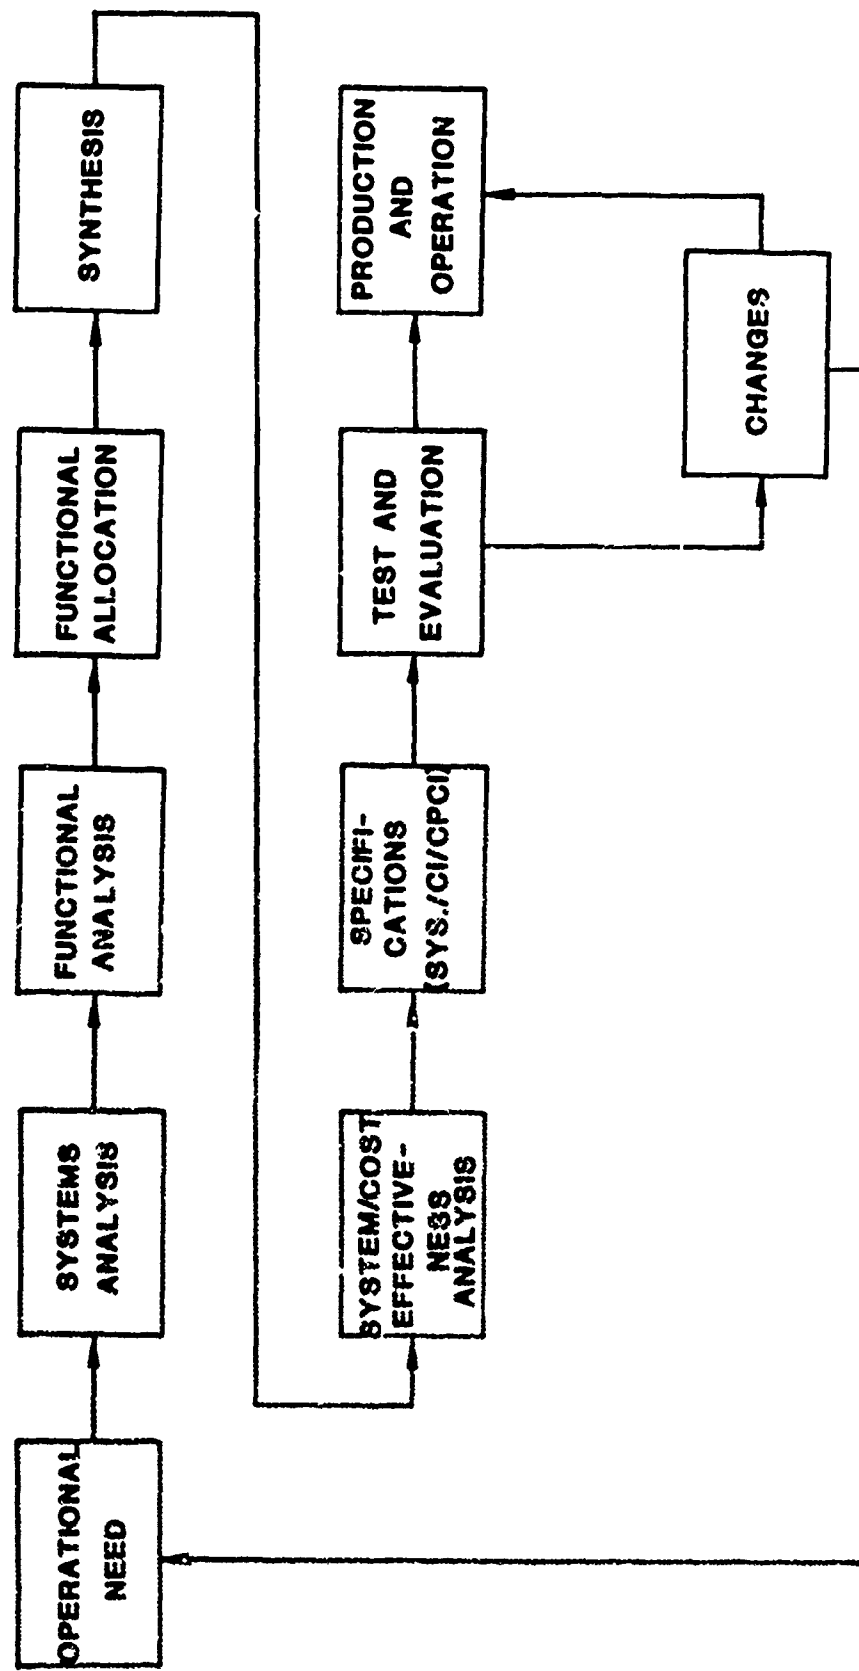 OPERATIONAL
NEED
SYSTEMS
ANALYSIS
FUNCTIONAL
ANALYSIS
FUNCTIONAL
ALLOCATION
SYNTHESIS
SYSTEM/COST
EFFECTIVE-
NESS
ANALYSIS
SPECIFI-
CATIONS
(SYS./CI/CPCI)
TEST AND
EVALUATION
PRODUCTION
AND
OPERATION
CHANGES